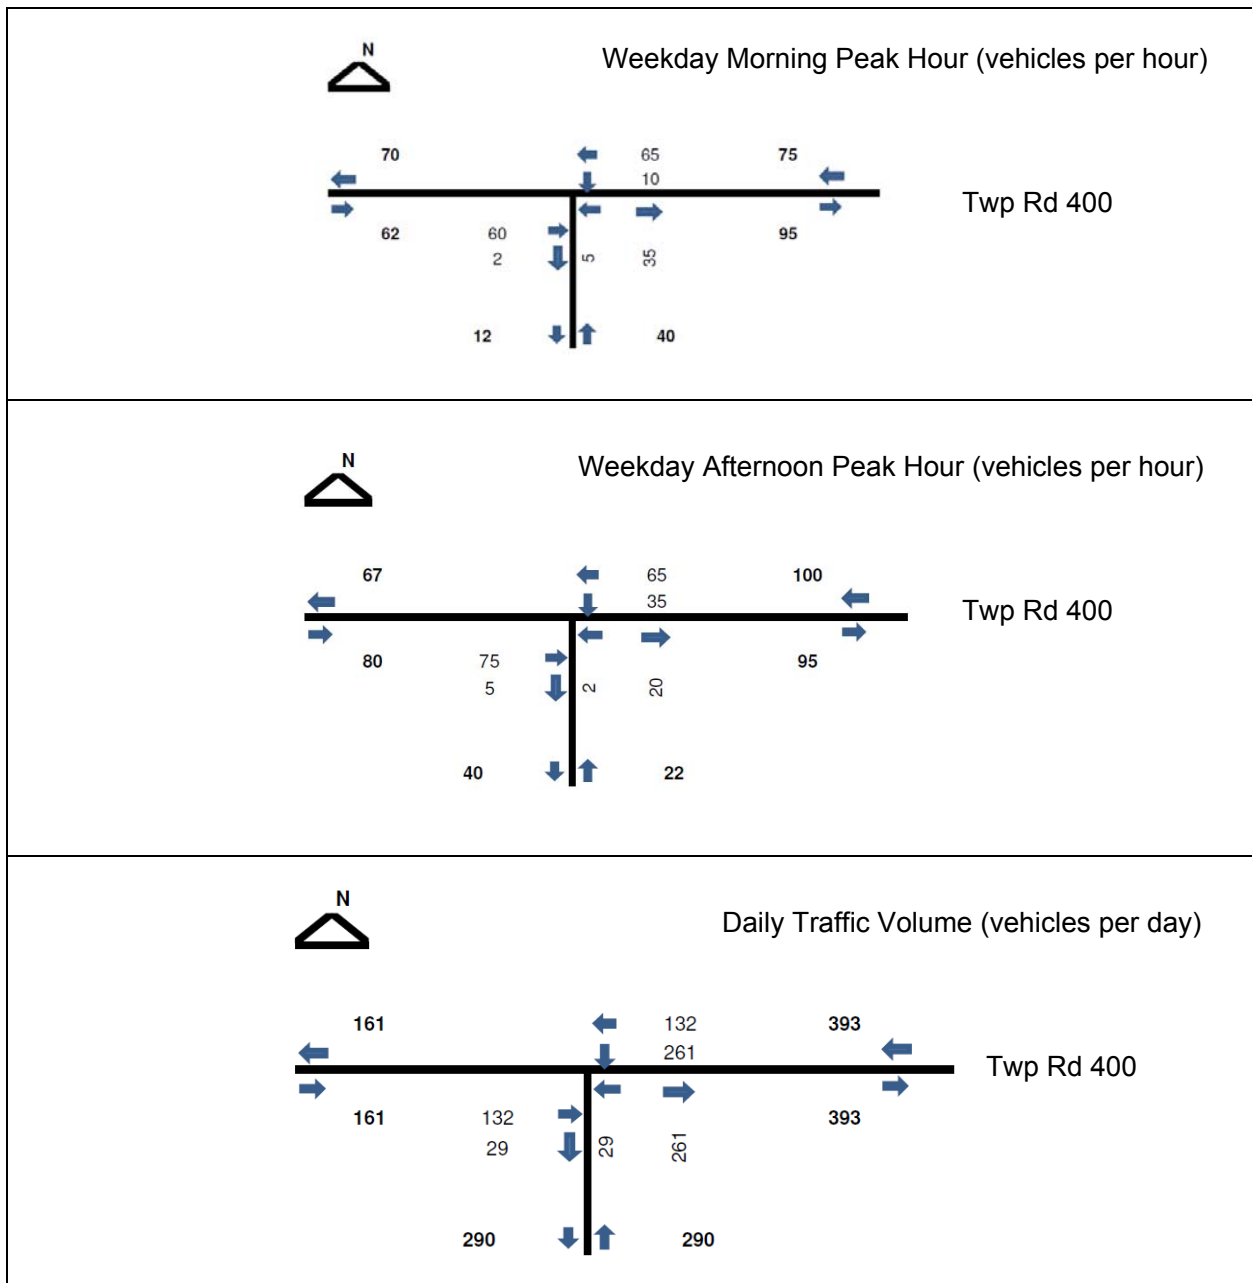 N
Weekday Morning Peak Hour (vehicles per hour)
70 65 75
10
Twp Rd 400
62 60 95
2 5 35
12 40
N
Weekday Afternoon Peak Hour (vehicles per hour)
67 65 100
35
Twp Rd 400
80 75 95
5 2 20
40 22
N
Daily Traffic Volume (vehicles per day)
161 132 393
261
Twp Rd 400
161 132 393
29 29 261
290 290